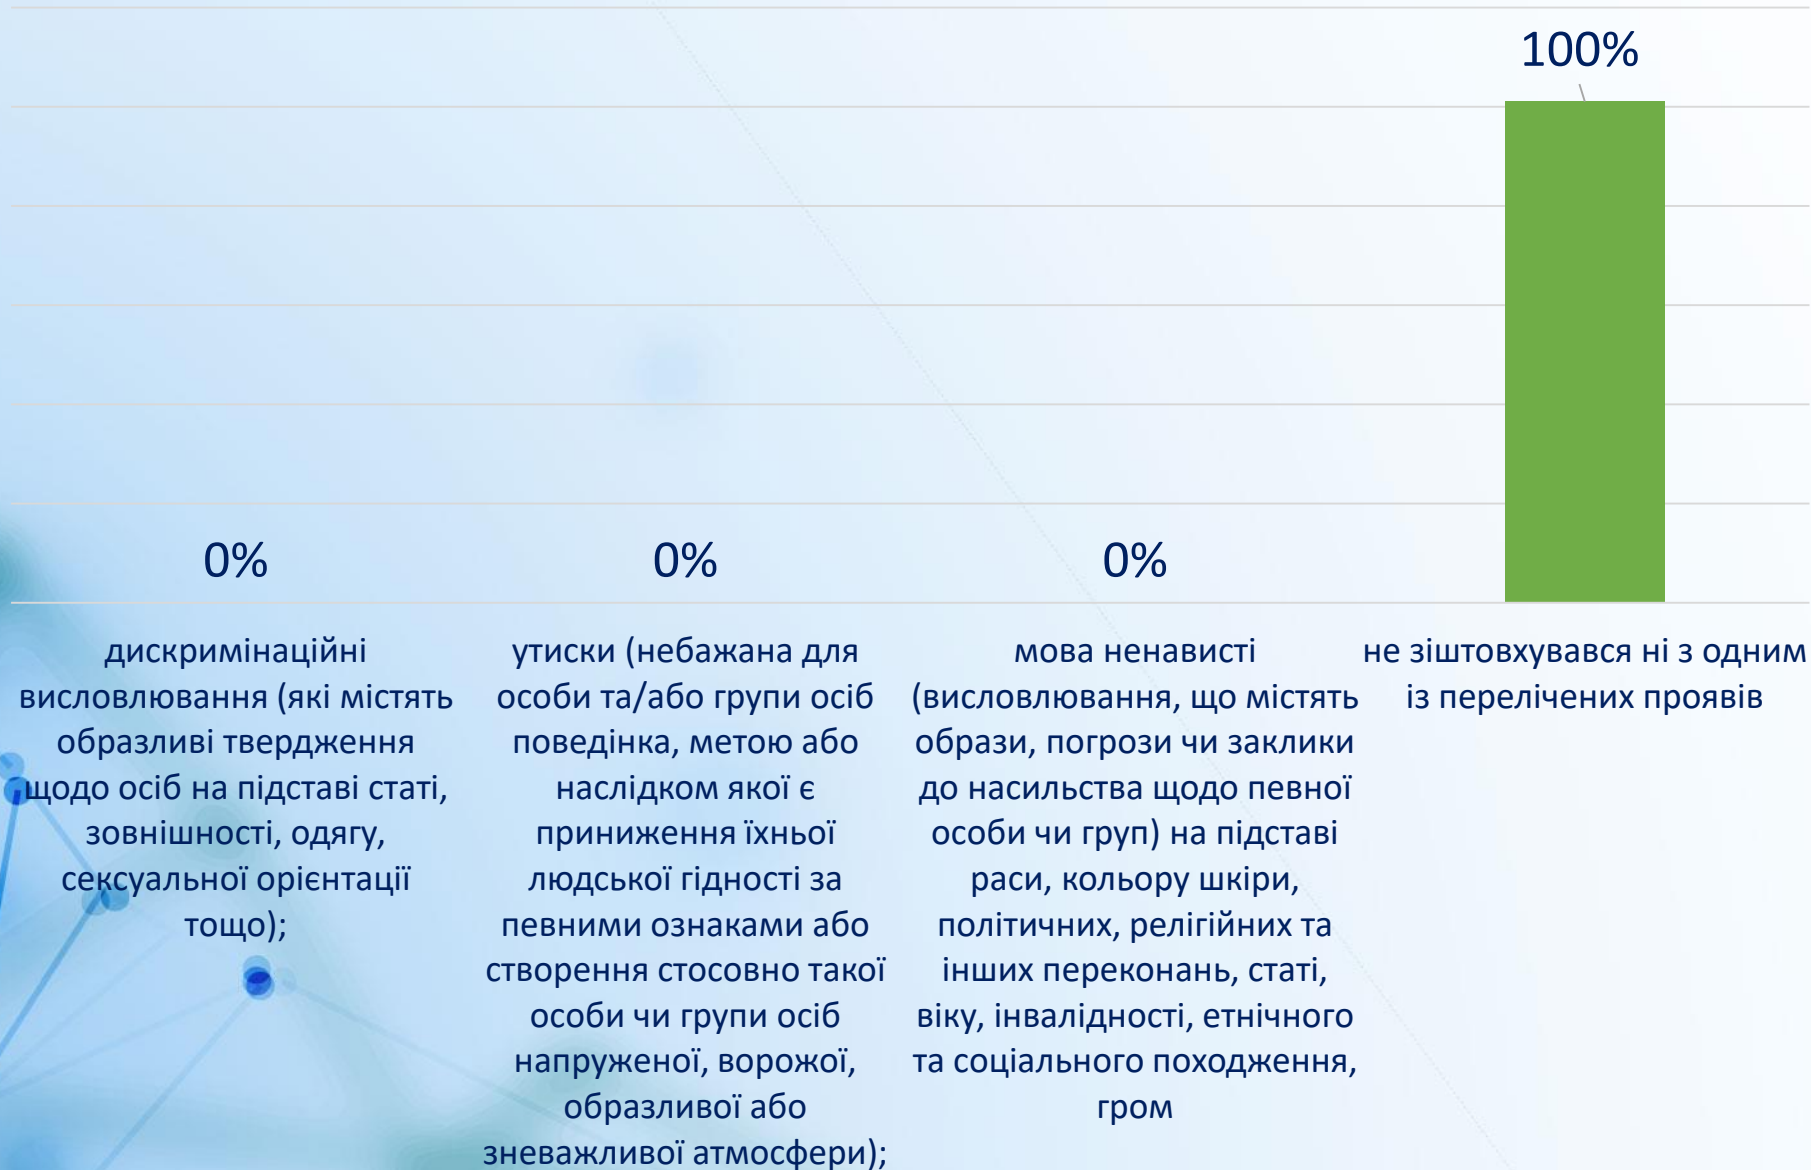 100%
0%
0%
0%
дискримінаційні
висловлювання (які містять
образливі твердження
щодо осіб на підставі статі,
зовнішності, одягу,
сексуальної орієнтації
тощо);
утиски (небажана для
особи та/або групи осіб
поведінка, метою або
наслідком якої є
приниження їхньої
людської гідності за
певними ознаками або
створення стосовно такої
особи чи групи осіб
напруженої, ворожої,
образливої або
зневажливої атмосфери);
мова ненависті
(висловлювання, що містять
образи, погрози чи заклики
до насильства щодо певної
особи чи груп) на підставі
раси, кольору шкіри,
політичних, релігійних та
інших переконань, статі,
віку, інвалідності, етнічного
та соціального походження,
гром
не зіштовхувався ні з одним
із перелічених проявів